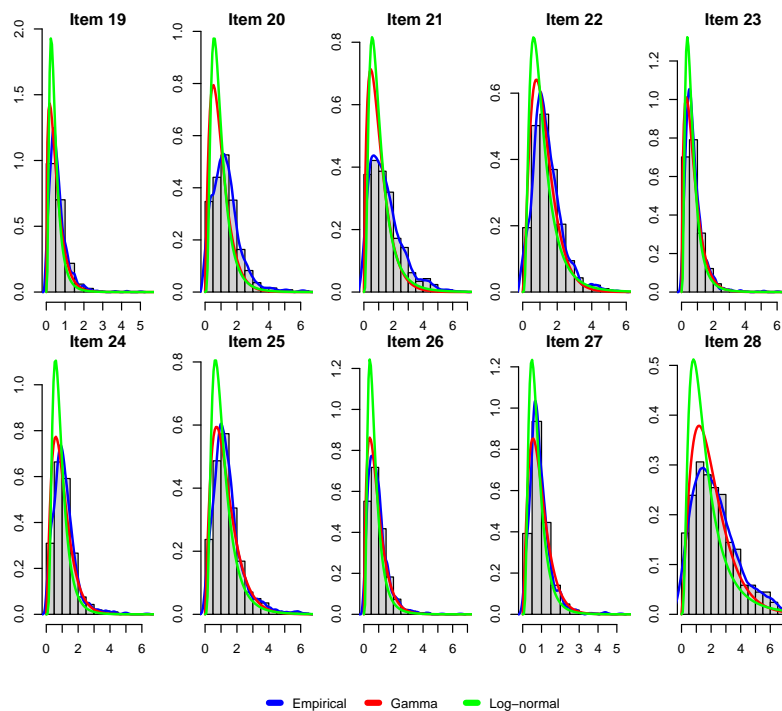 Item 19
Item 20
Item 21
Item 22
Item 23
0.0 0.5 1.0 1.5 2.0
0.0 0.2 0.4 0.6 0.8 1.0
0.0 0.2 0.4 0.6 0.8
0.0 0.2 0.4 0.6
0.0 0.2 0.4 0.6 0.8 1.0 1.2
0 1 2 3 4 5
0 2 4 6
0 2 4 6
0 2 4 6
0 2 4 6
Item 24
Item 25
Item 26
Item 27
Item 28
0.0 0.2 0.4 0.6 0.8 1.0
0.0 0.2 0.4 0.6 0.8
0.0 0.2 0.4 0.6 0.8 1.0 1.2
0.0 0.2 0.4 0.6 0.8 1.0 1.2
0.0 0.1 0.2 0.3 0.4 0.5
0 2 4 6
0 2 4 6
0 2 4 6
0 1 2 3 4 5
0 2 4 6
Empirical Gamma Log−normal